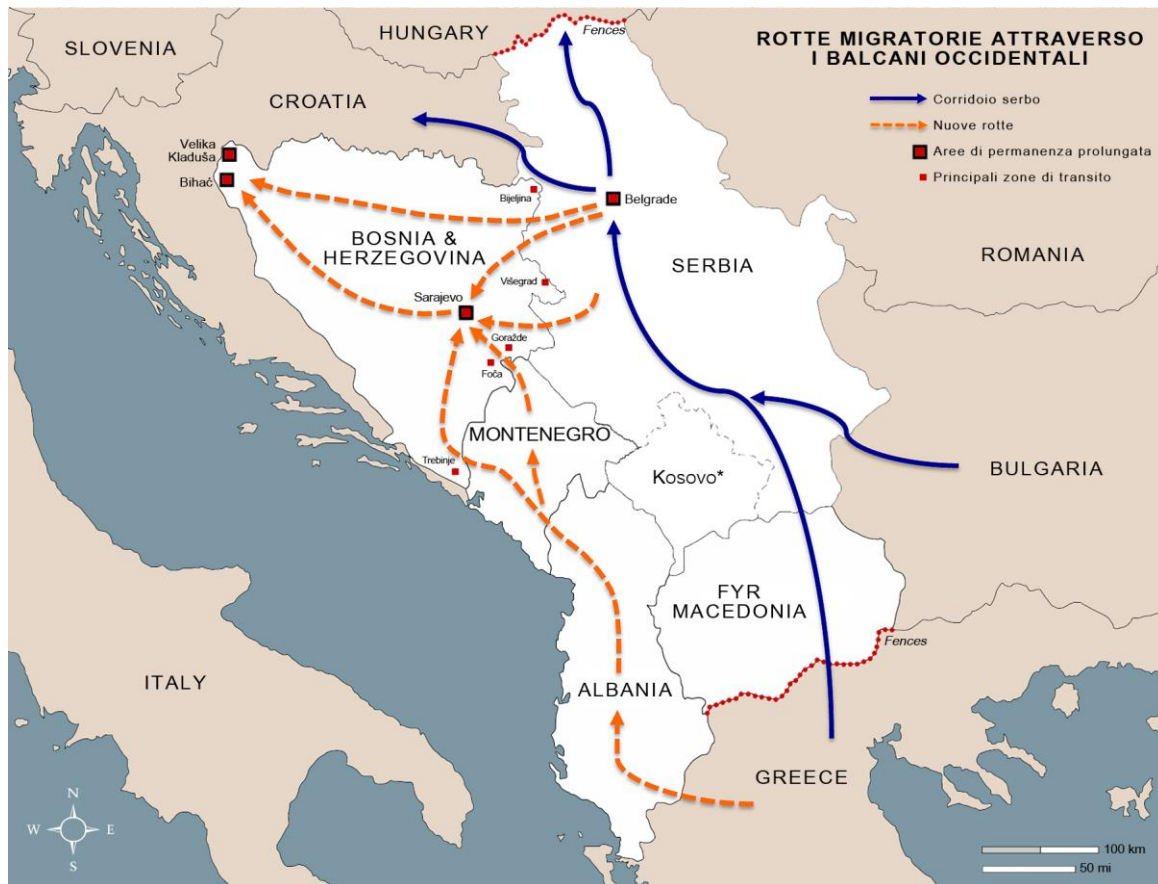 ROTTE MIGRATORIE ATTRAVERSO
I BALCANI OCCIDENTALI
Corridoio serbo
Nuove rotte
Aree di permanenza prolungata
Principali zone di transito
SLOVENIA
HUNGARY
Fences
CROATIA
Velika
Kladuša
Bihać
Bijeljina
Belgrade
BOSNIA &
HERZEGOVINA
SERBIA
ROMANIA
Višegrad
Sarajevo
Goražde
Foča
MONTENEGRO
Trebinje
Kosovo*
BULGARIA
FYR
MACEDONIA
Fences
ITALY
ALBANIA
GREECE
N
W
E
S
100 km
50 mi